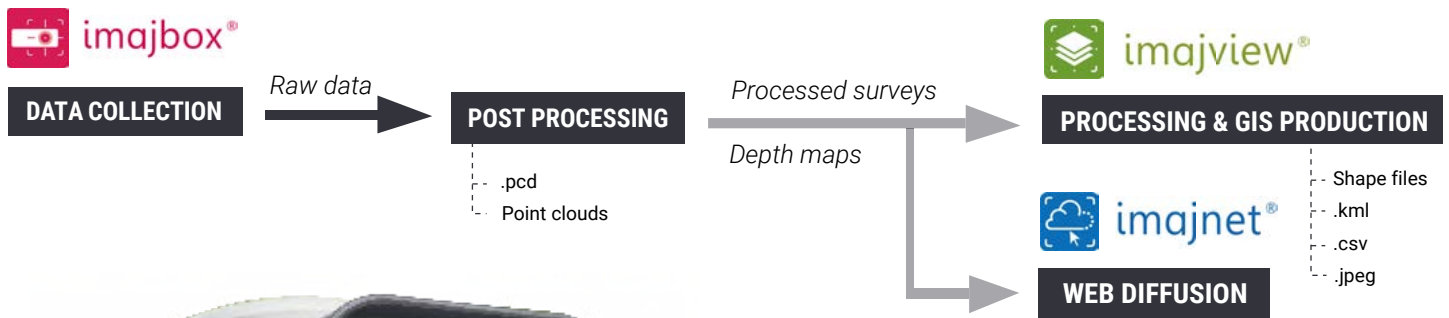 imajbox®
DATA COLLECTION
Raw data
POST PROCESSING
.pcd
Point clouds
Processed surveys
Depth maps
imajview®
PROCESSING & GIS PRODUCTION
Shape files
.kml
.csv
.jpeg
imajnet®
WEB DIFFUSION